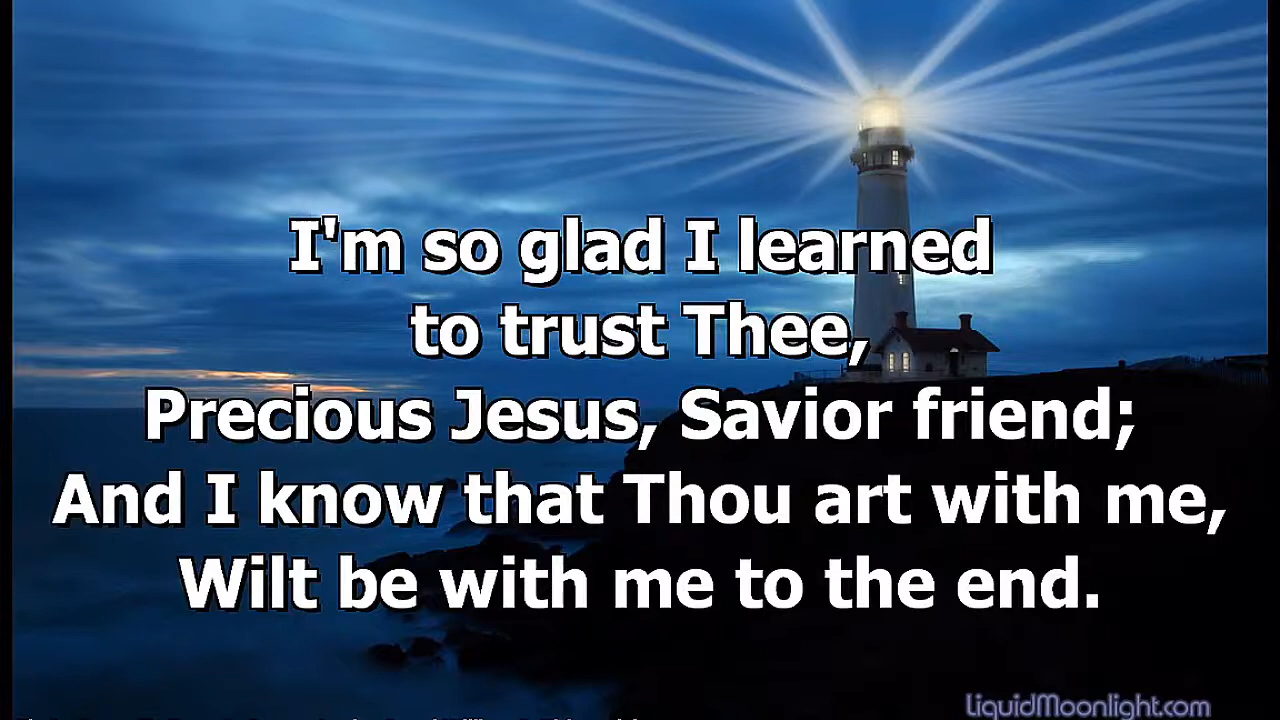 I'm so glad I learned
to trust Thee,
Precious Jesus, Savior friend;
And I know that Thou art with me,
Wilt be with me to the end.
LiquidMoonlight.com